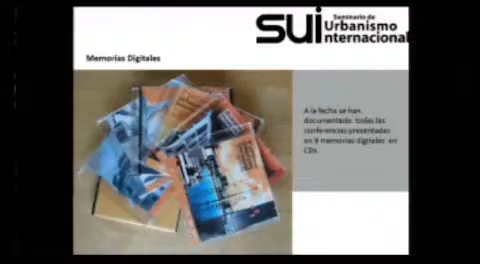 sui Seminario de
Urbanismo
nternacional
Memorias Digitales
A la fecha se han
documentado todas las
conferencias presentadas
en 9 memorias digitales en
CDs.